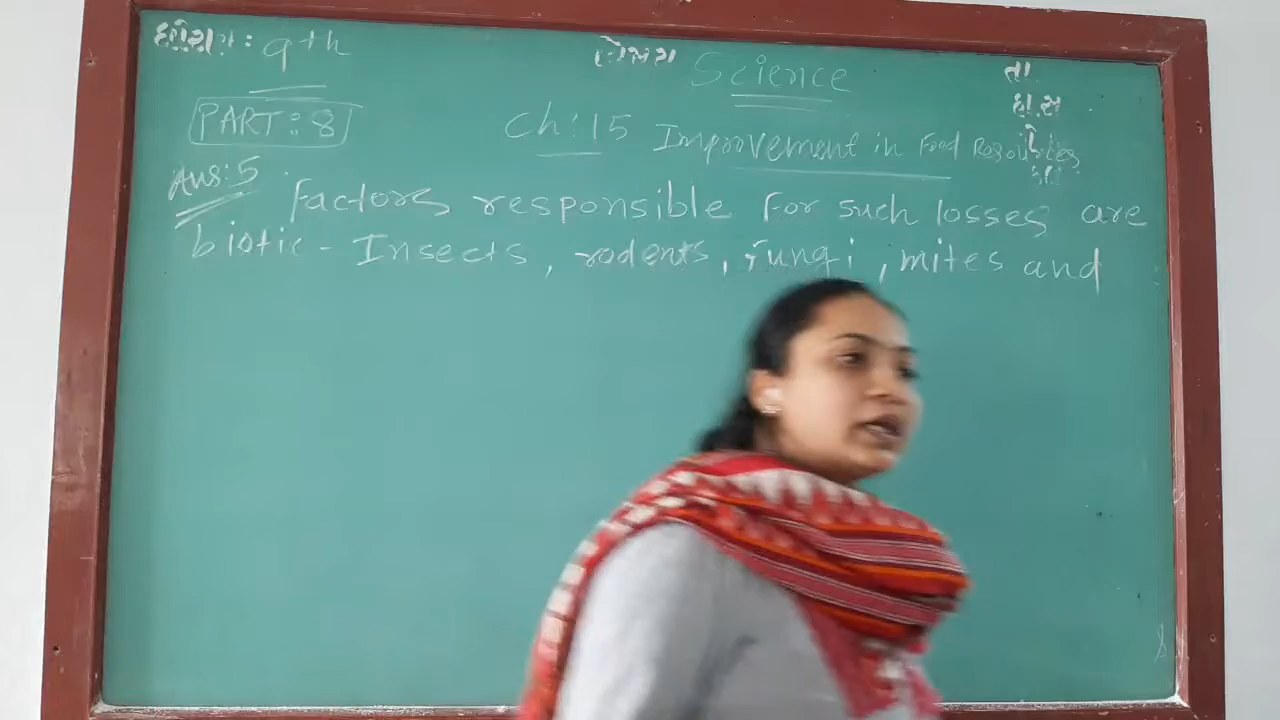 ધોરણ : 9th
વિષય Science
તા
PART : 8
Ch : 15 Improvement in Food Resources
Ans : 5 Factors responsible for such losses are
biotic - Insects, rodents, fungi, mites and